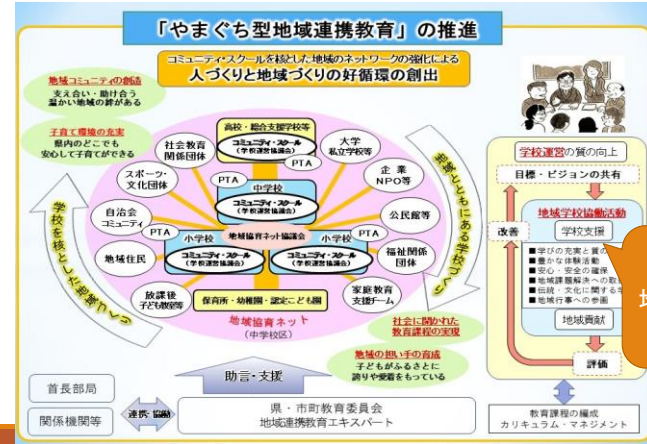 「やまぐち型地域連携教育」の推進
コミュニティ・スクールを核とした地域のネットワークの強化による
人づくりと地域づくりの好循環の創出
地域コミュニティの創造
支え合い・助け合う
温かい地域の絆がある
子育て環境の充実
県内のどこでも
安心して子育てができる
学校を核とした地域づくり
地域とともにある学校づくり
高校・総合支援学校等
コミュニティ・スクール
(学校運営協議会)
PTA
大学
私立学校等
社会教育
関係団体
企業
NPO等
スポーツ・
文化団体
PTA
中学校
コミュニティ・スクール
(学校運営協議会)
公民館等
自治会
コミュニティ
PTA
小学校
地域協育ネット協議会
小学校
PTA
コミュニティ・スクール
(学校運営協議会)
コミュニティ・スクール
(学校運営協議会)
福祉関係
団体
地域住民
放課後
子ども教室等
保育所・幼稚園・認定こども園
家庭教育
支援チーム
地域協育ネット
(中学校区)
社会に開かれた
教育課程の実現
地域の担い手の育成
子どもがふるさとに
誇りや愛着をもっている
助言・支援
首長部局
関係機関等
連携・協働
県・市町教育委員会
地域連携教育エキスパート
学校運営の質の向上
目標・ビジョンの共有
地域学校協働活動
改善
学校支援
■学びの充実と質の
■豊かな体験活動
■安心・安全の確保
■地域課題解決への取
■伝統・文化に関する
■地域行事への参画
地域貢献
評価
教育課程の編成
カリキュラム・マネジメント